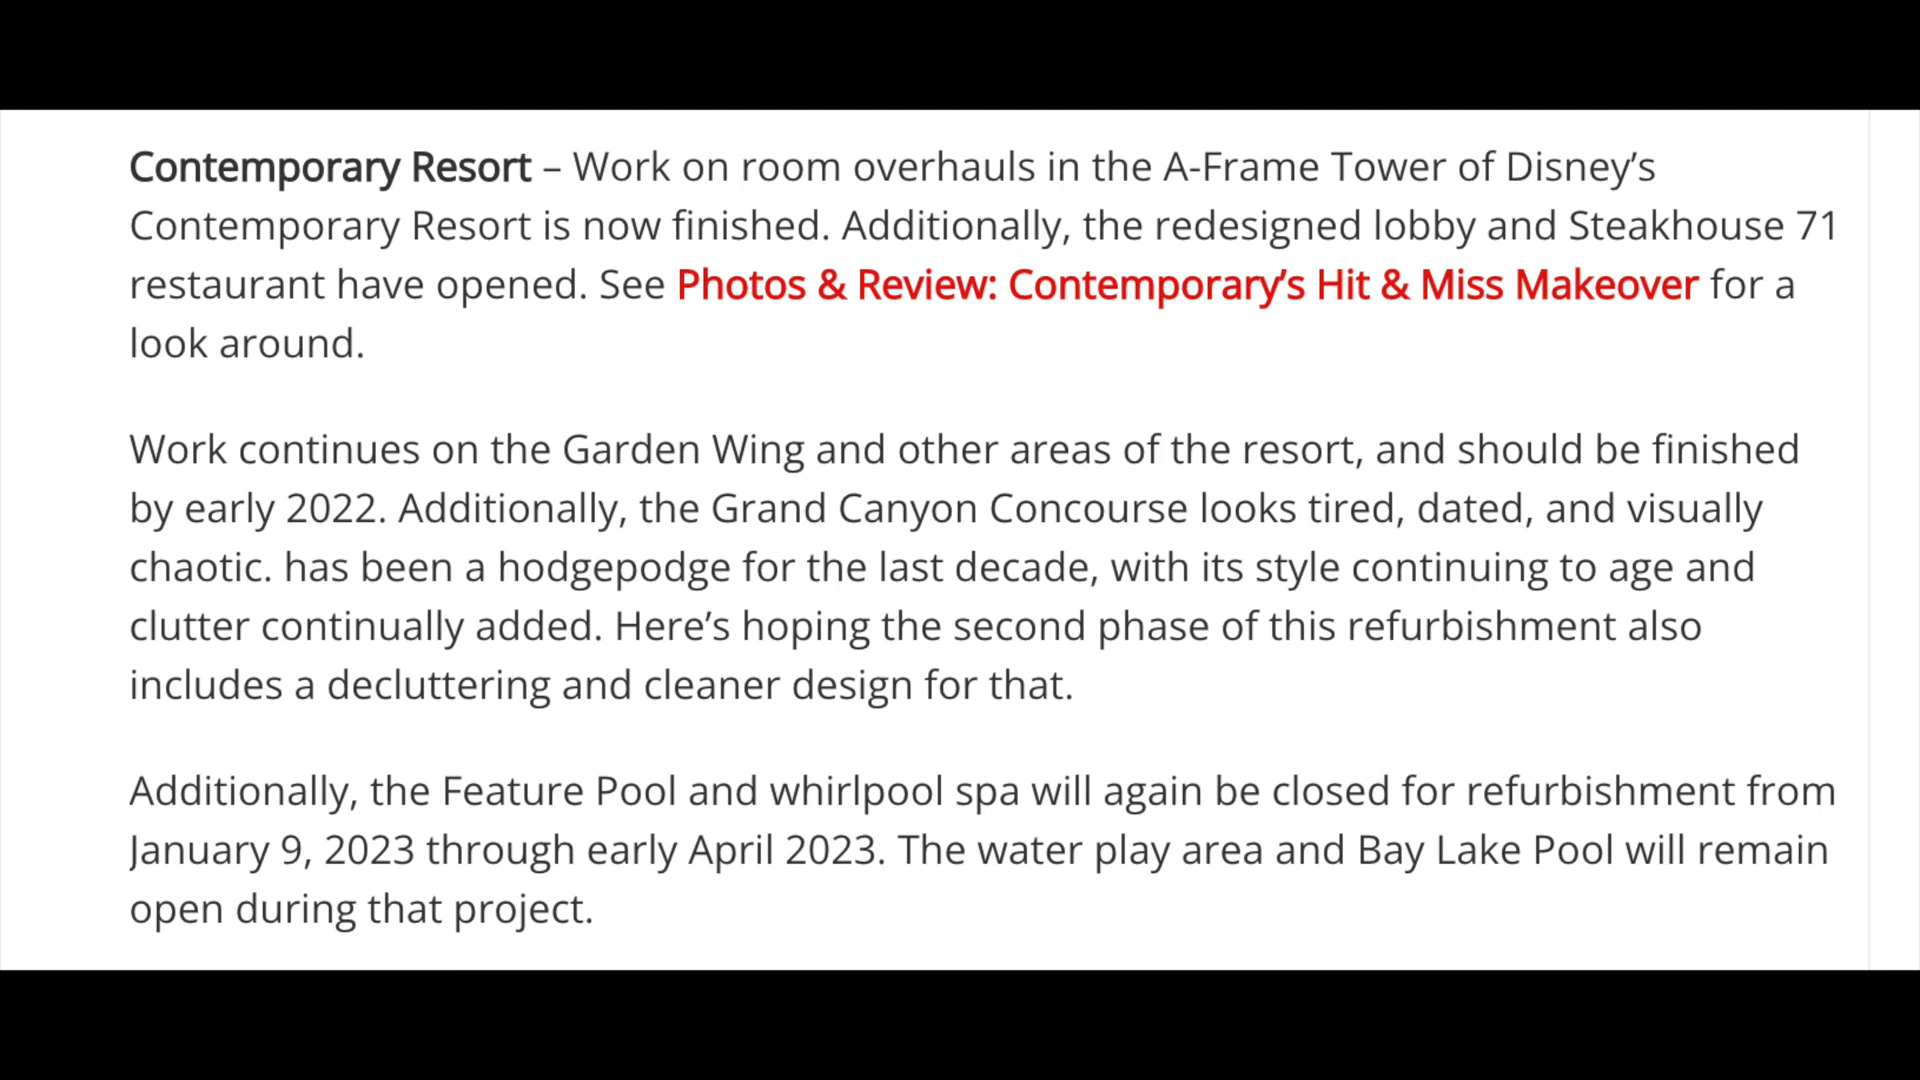 Contemporary Resort – Work on room overhauls in the A-Frame Tower of Disney’s
Contemporary Resort is now finished. Additionally, the redesigned lobby and Steakhouse 71
restaurant have opened. See Photos & Review: Contemporary’s Hit & Miss Makeover for a
look around.
Work continues on the Garden Wing and other areas of the resort, and should be finished
by early 2022. Additionally, the Grand Canyon Concourse looks tired, dated, and visually
chaotic. has been a hodgepodge for the last decade, with its style continuing to age and
clutter continually added. Here’s hoping the second phase of this refurbishment also
includes a decluttering and cleaner design for that.
Additionally, the Feature Pool and whirlpool spa will again be closed for refurbishment from
January 9, 2023 through early April 2023. The water play area and Bay Lake Pool will remain
open during that project.